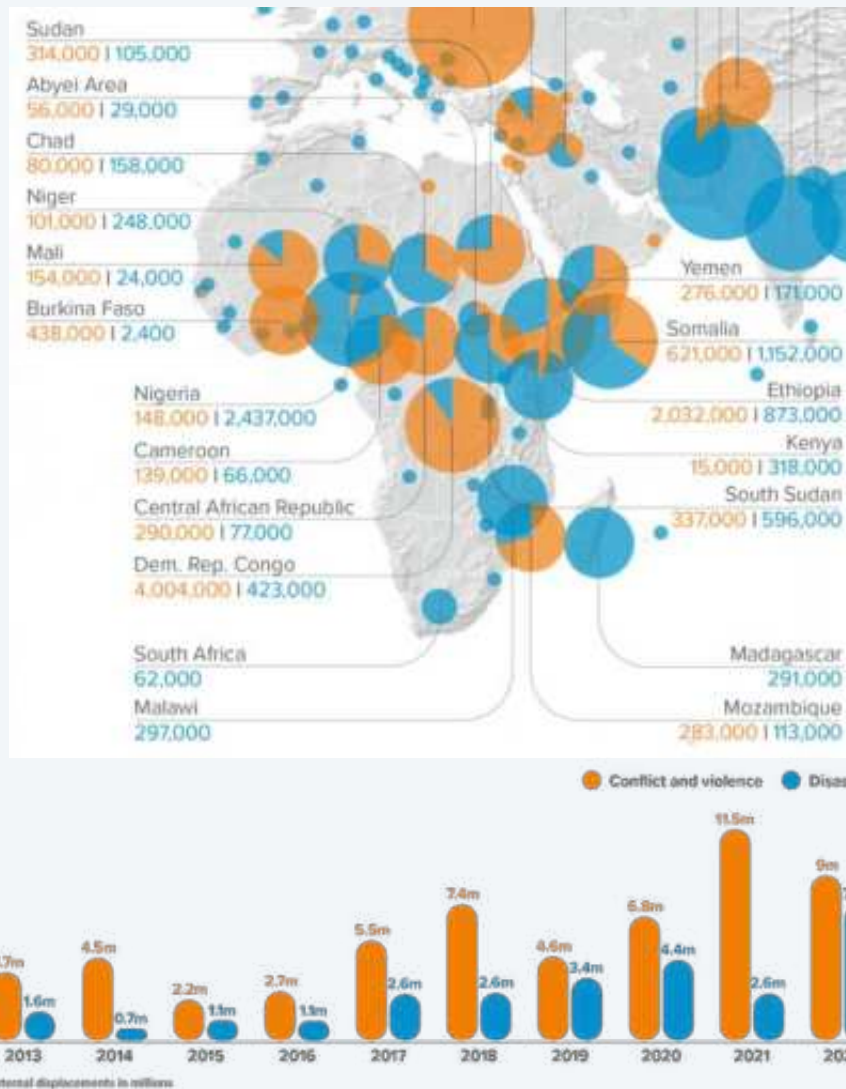 Sudan
314,000 | 105,000
Abyei Area
56,000 | 29,000
Chad
80,000 | 158,000
Niger
101,000 | 248,000
Mali
154,000 | 24,000
Burkina Faso
438,000 | 2,400
Nigeria
148,000 | 2,437,000
Cameroon
139,000 | 66,000
Central African Republic
290,000 | 77,000
Dem. Rep. Congo
4,004,000 | 423,000
South Africa
62,000
Malawi
297,000
Yemen
276,000 | 171,000
Somalia
621,000 | 1,152,000
Ethiopia
2,032,000 | 873,000
Kenya
15,000 | 318,000
South Sudan
337,000 | 596,000
Madagascar
291,000
Mozambique
283,000 | 113,000
Conflict and violence Disas
11.5m
9m
7.4m
6.8m
5.5m
4.5m 4.6m 4.4m
.7m 3.4m
2.2m 2.7m 2.6m 2.6m 2.6m
1.6m 0.7m 1.1m 1.1m
2013 2014 2015 2016 2017 2018 2019 2020 2021 202
ternal displacements in millions